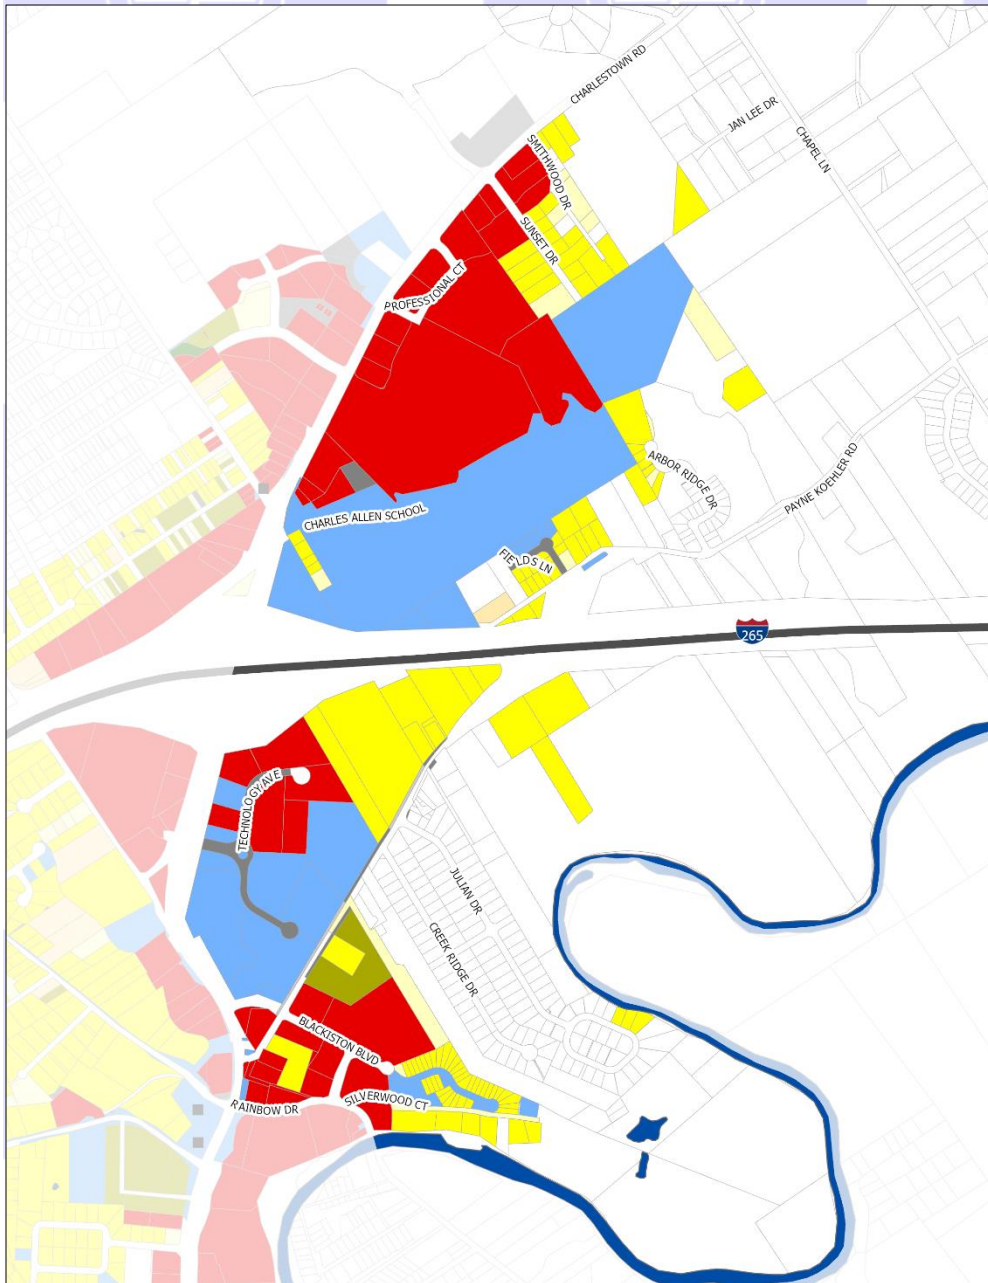 CHARLESTOWN RD
JAN LEE DR
CHAPEL LN
SMITHWOOD DR
SUNSET DR
PROFESSIONAL CT
ARBOR RIDGE DR
PAYNE KOEHLER RD
CHARLES ALLEN SCHOOL
FIELDS LN
265
TECHNOLOGY AVE
JULIAN DR
CREEK RIDGE DR
BLACKISTON BLVD
SILVERWOOD CT
RAINBOW DR